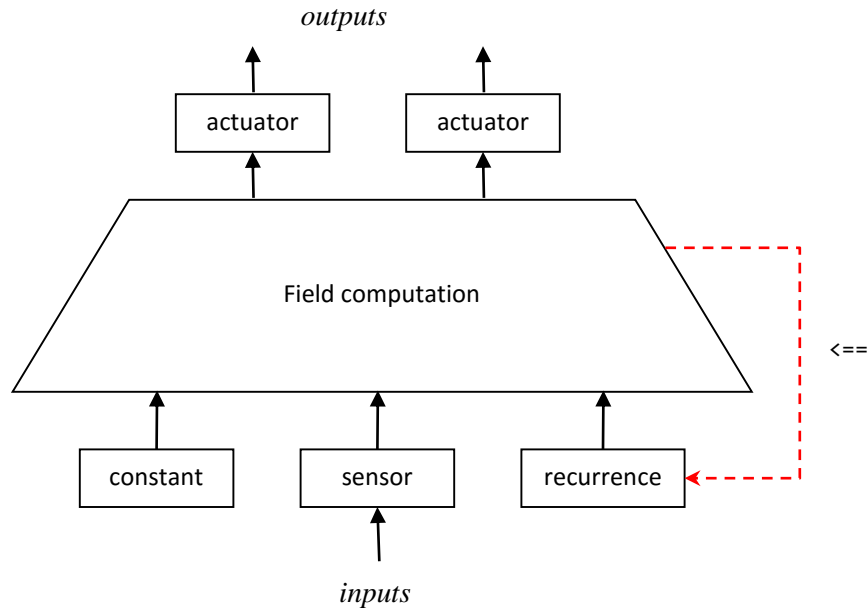 outputs
actuator
actuator
Field computation
<==
constant
sensor
recurrence
inputs